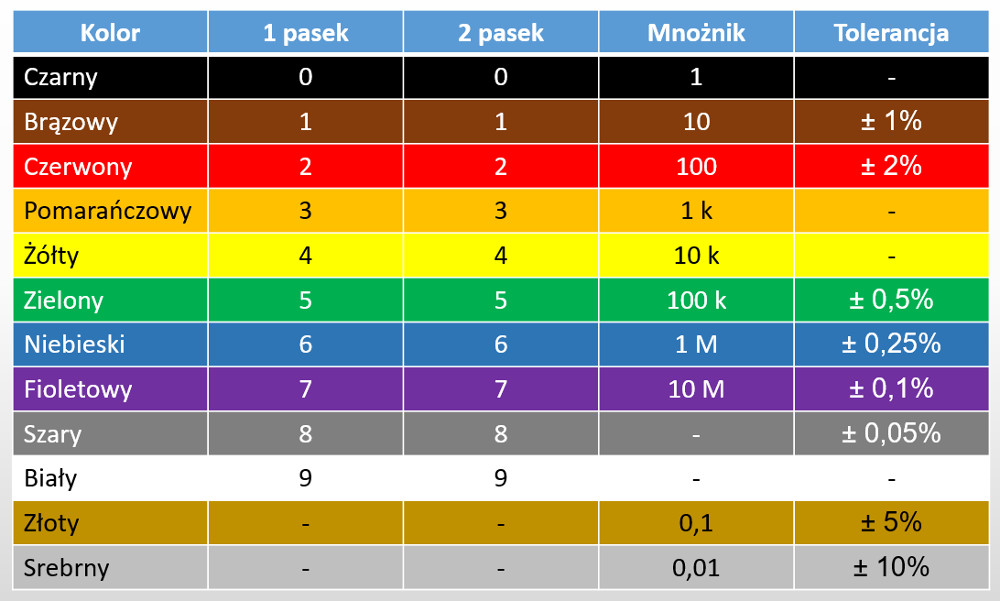 Kolor 1 pasek 2 pasek Mnożnik Tolerancja
Czarny 0 0 1 -
Brązowy 1 1 10 ± 1%
Czerwony 2 2 100 ± 2%
Pomarańczowy 3 3 1 k -
Żółty 4 4 10 k -
Zielony 5 5 100 k ± 0,5%
Niebieski 6 6 1 M ± 0,25%
Fioletowy 7 7 10 M ± 0,1%
Szary 8 8 - ± 0,05%
Biały 9 9 - -
Złoty - - 0,1 ± 5%
Srebrny - - 0,01 ± 10%